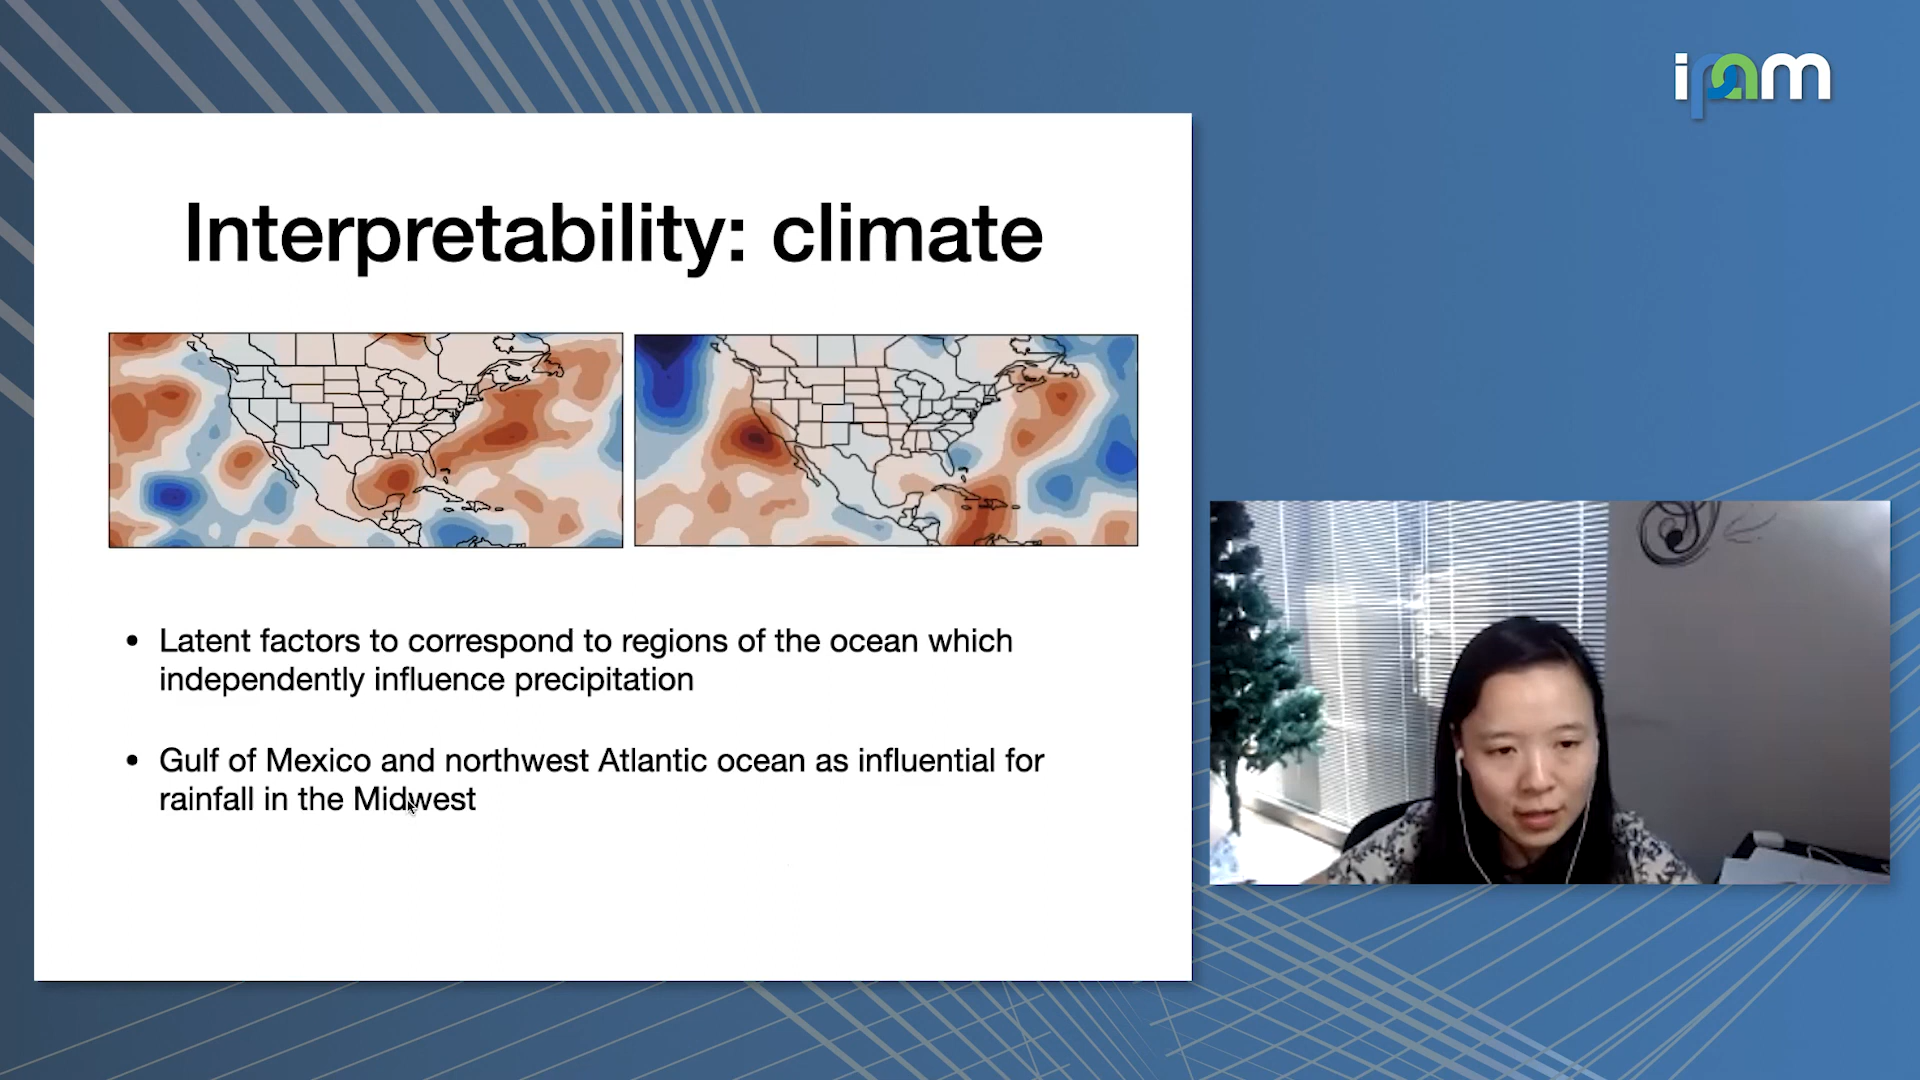 ipam
Interpretability: climate
• Latent factors to correspond to regions of the ocean which
independently influence precipitation
• Gulf of Mexico and northwest Atlantic ocean as influential for
rainfall in the Midwest